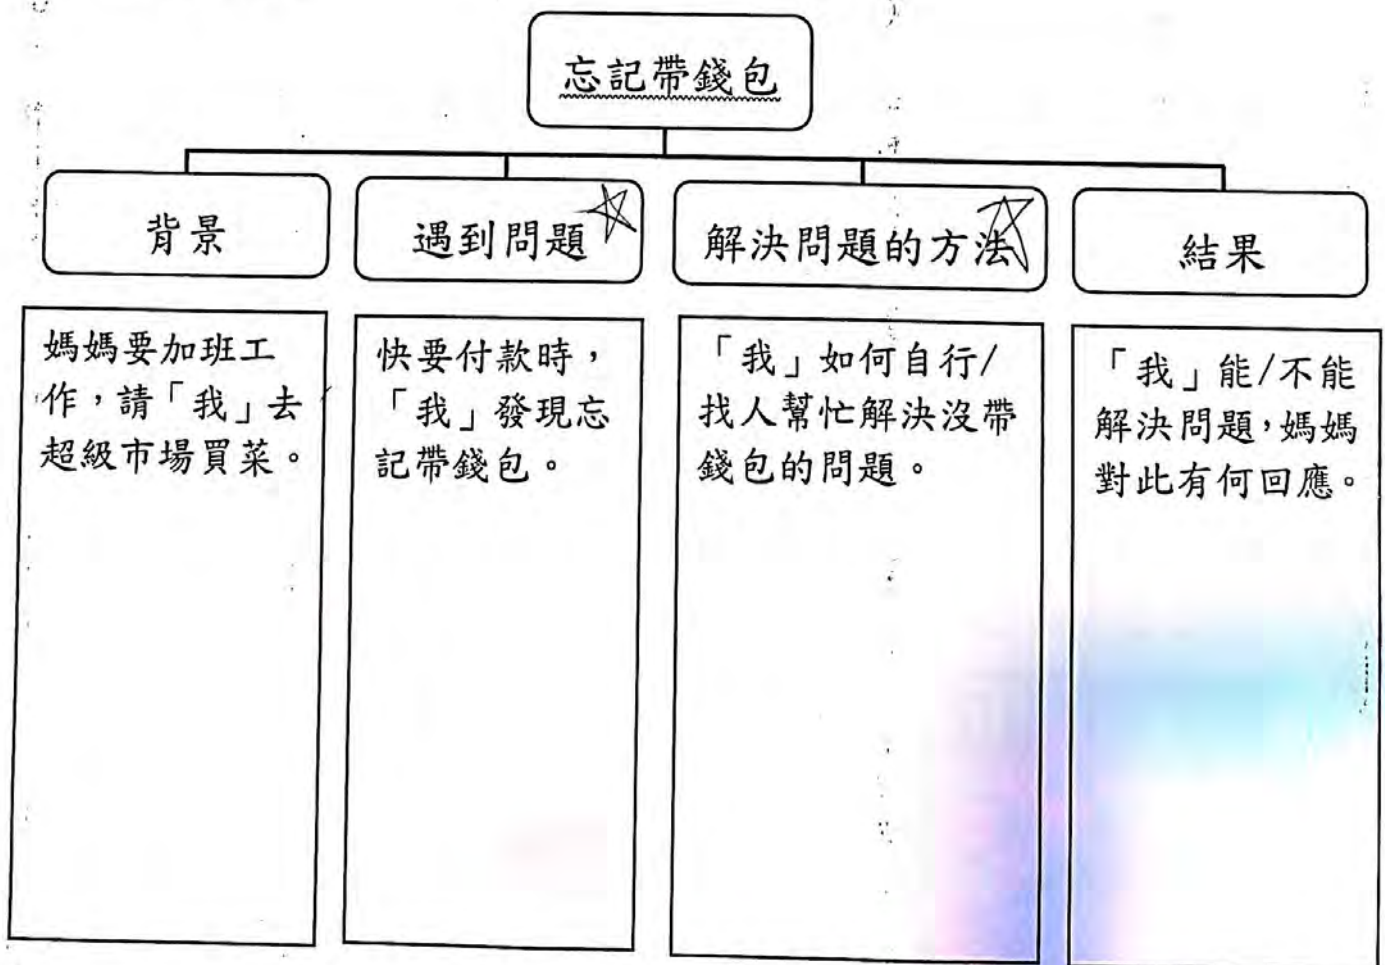 忘記帶錢包
背景
遇到問題
解決問題的方法
結果
媽媽要加班工
作，請「我」去
超級市場買菜。
快要付款時，
「我」發現忘
記帶錢包。
「我」如何自行/
找人幫忙解決沒帶
錢包的問題。
「我」能/不能
解決問題，媽媽
對此有何回應。